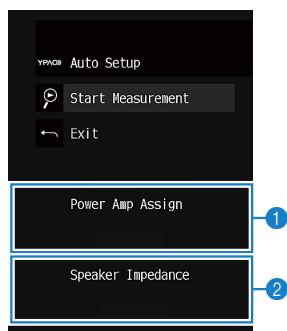 YPAO Auto Setup
Start Measurement
Exit
Power Amp Assign
1
Speaker Impedance
2